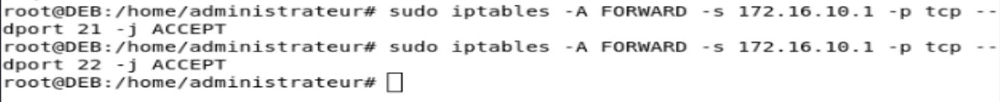 root@DEB:/home/administrateur# sudo iptables -A FORWARD -s 172.16.10.1 -p tcp --
dport 21 -j ACCEPT
root@DEB:/home/administrateur# sudo iptables -A FORWARD -s 172.16.10.1 -p tcp --
dport 22 -j ACCEPT
root@DEB:/home/administrateur#